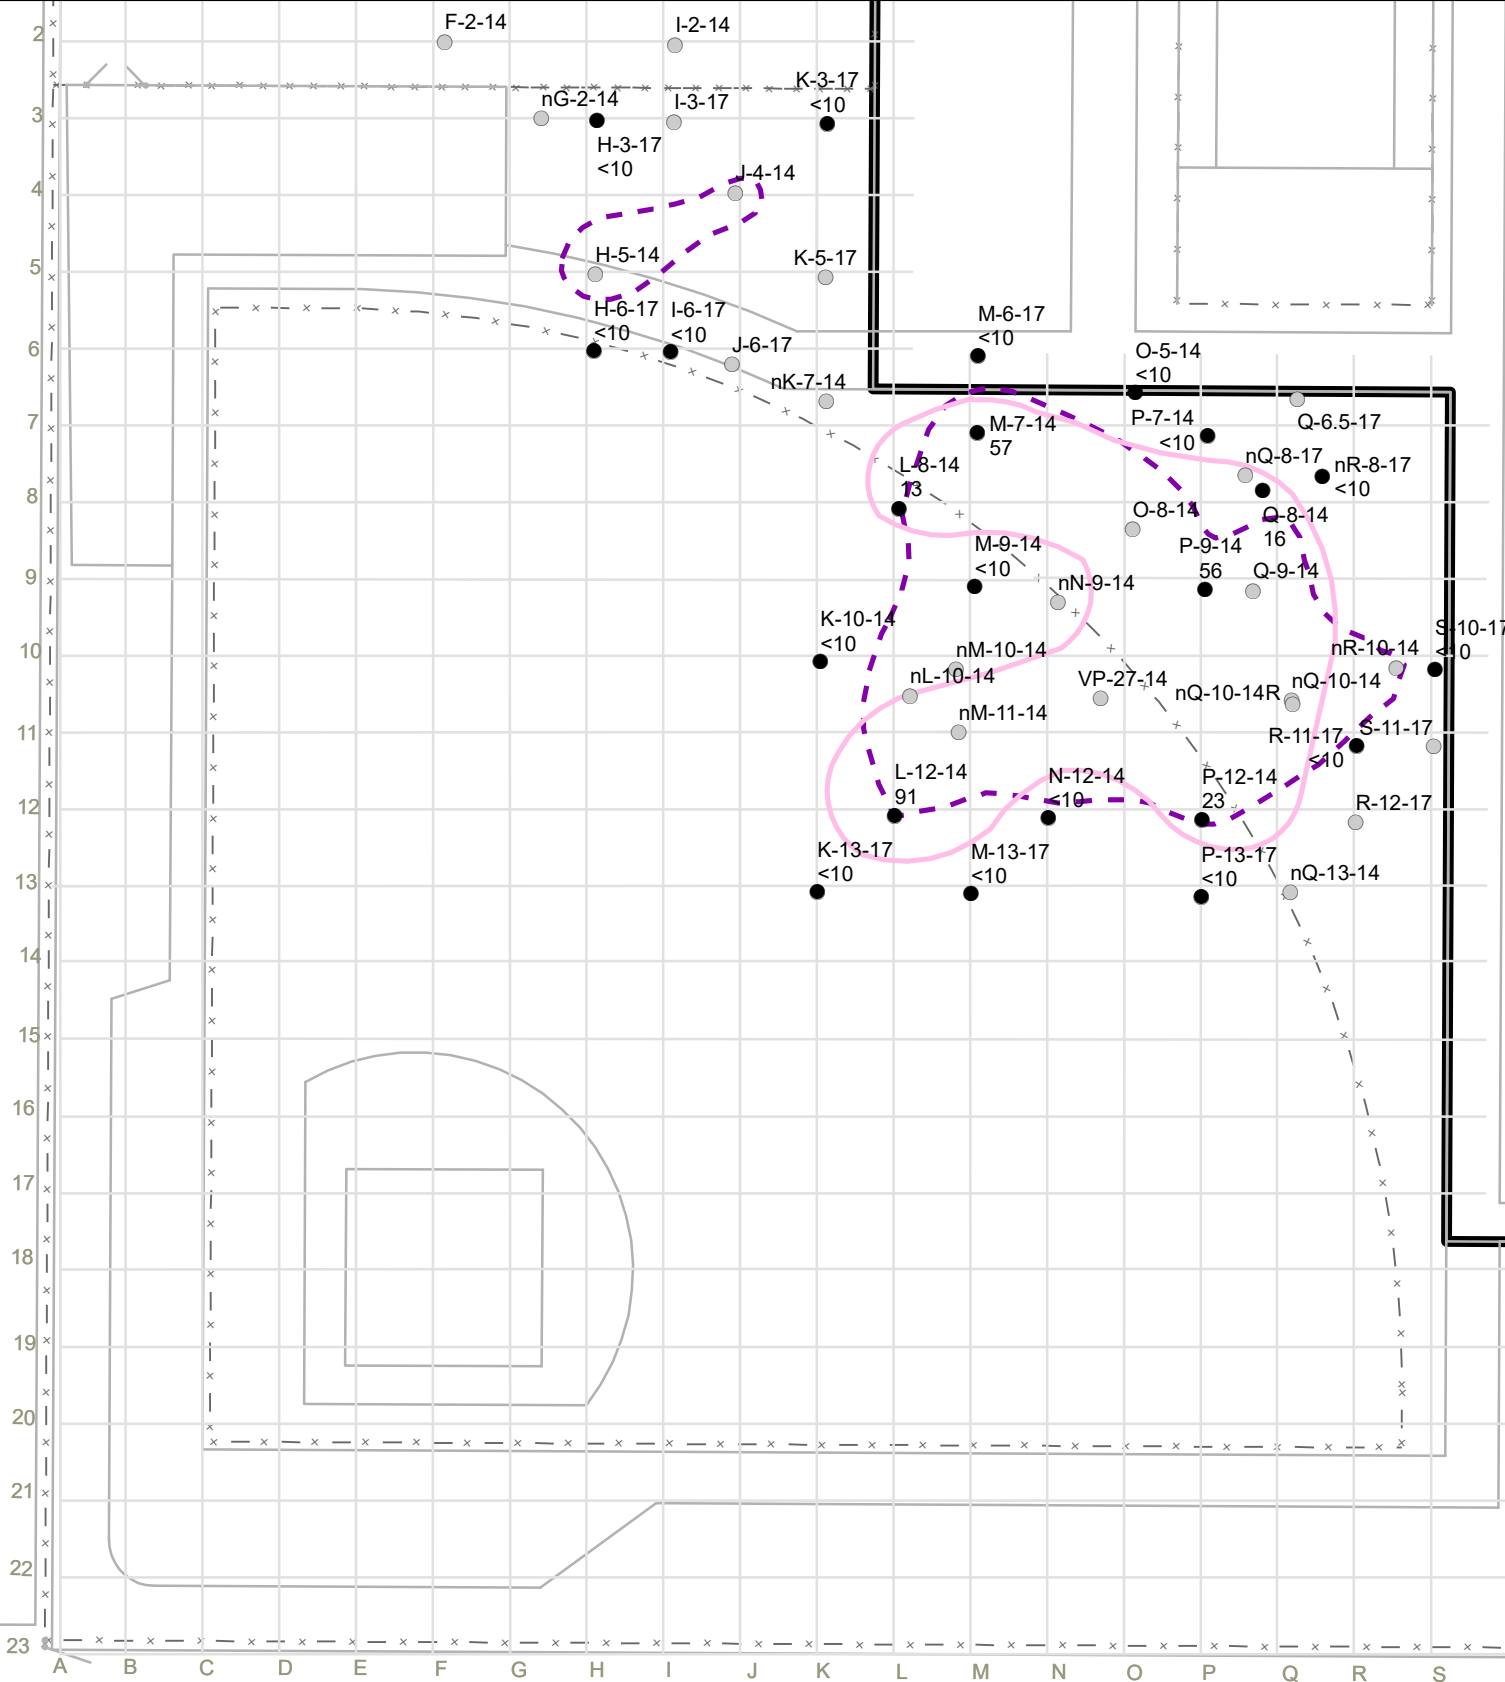 2
F-2-14
I-2-14
K-3-17
<10
3
nG-2-14
I-3-17
H-3-17
<10
4
J-4-14
5
H-5-14
K-5-17
H-6-17
<10
I-6-17
<10
M-6-17
<10
6
J-6-17
O-5-14
<10
nK-7-14
7
M-7-14
57
P-7-14
<10
Q-6.5-17
L-8-14
13
nQ-8-17
nR-8-17
<10
8
O-8-14
Q-8-14
16
M-9-14
<10
P-9-14
56
9
nN-9-14
Q-9-14
K-10-14
<10
S-10-17
<10
10
nM-10-14
nR-10-14
nL-10-14
VP-27-14
nQ-10-14R
nQ-10-14
11
nM-11-14
R-11-17
<10
S-11-17
L-12-14
91
N-12-14
<10
P-12-14
23
12
R-12-17
K-13-17
<10
M-13-17
<10
P-13-17
<10
13
nQ-13-14
14
15
16
17
18
19
20
21
22
23
A B C D E F G H I J K L M N O P Q R S